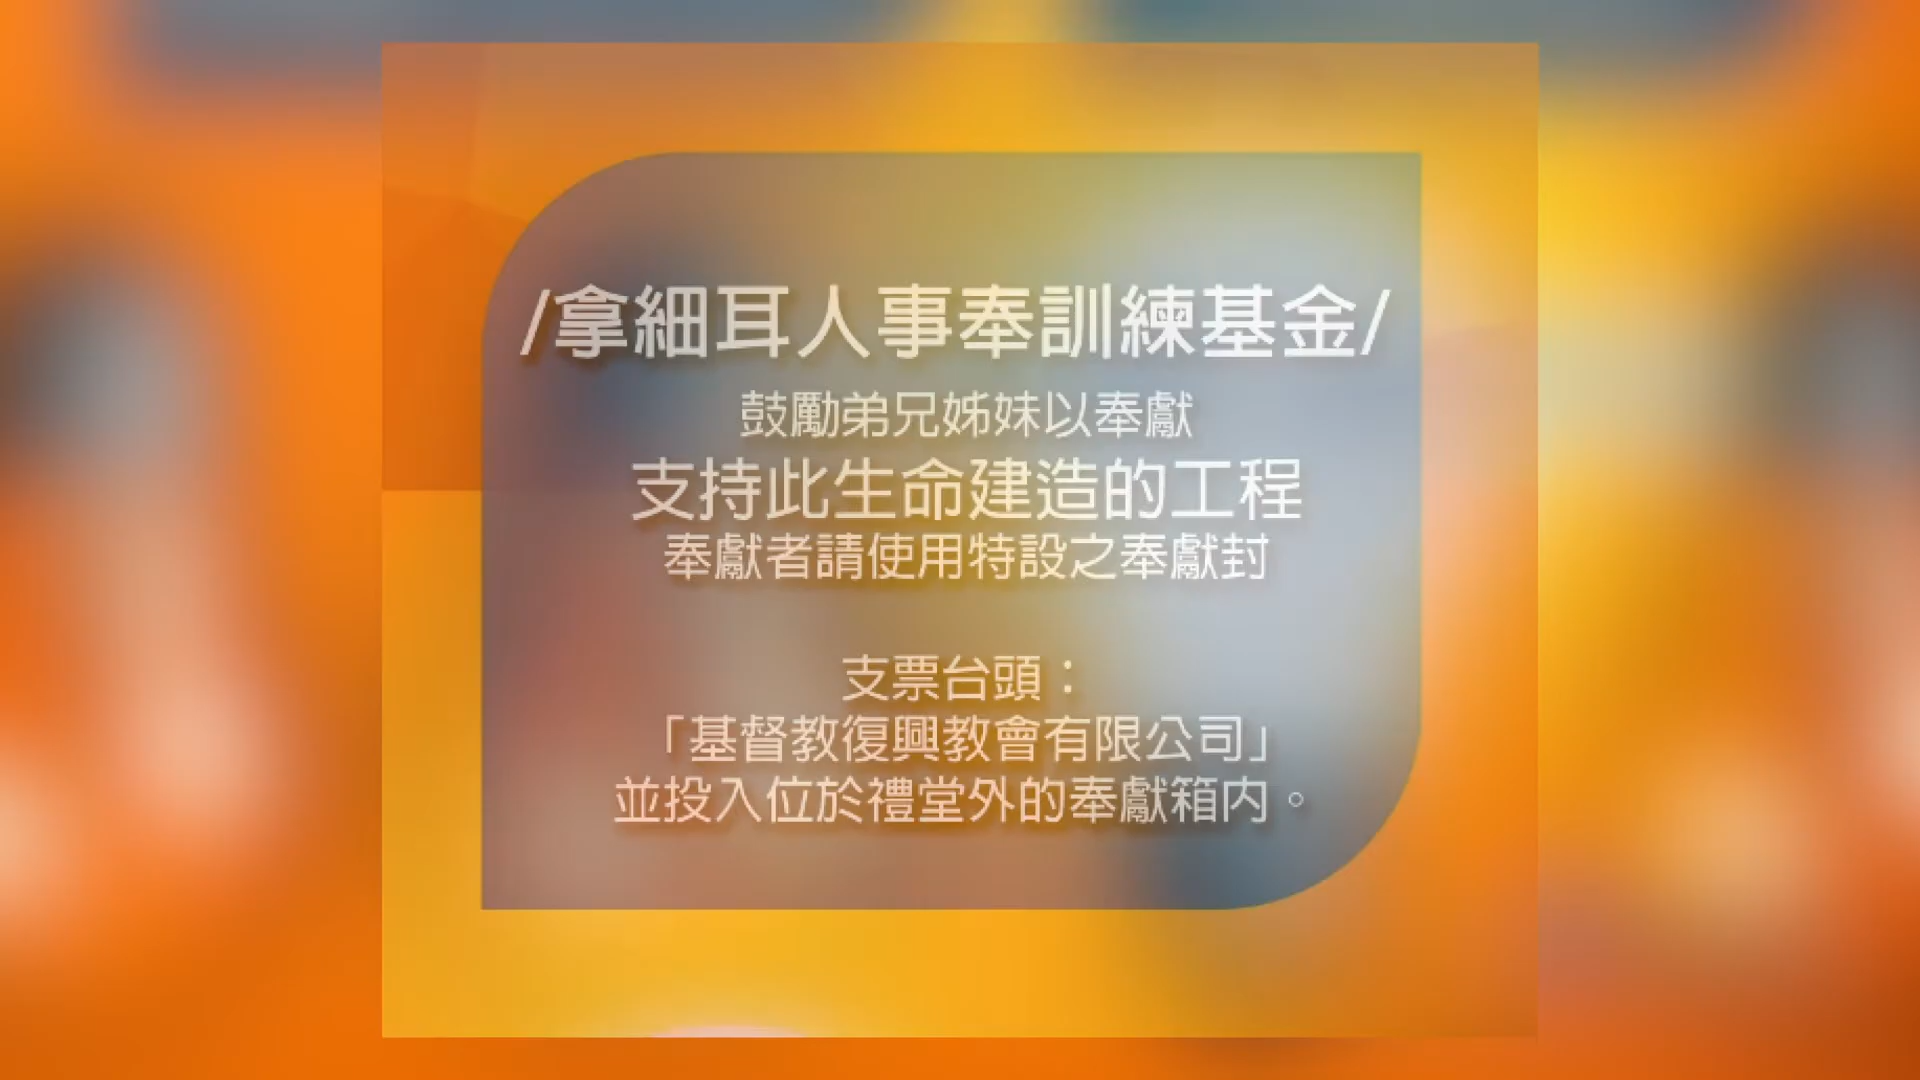 /拿細耳人事奉訓練基金/
鼓勵弟兄姊妹以奉獻
支持此生命建造的工程
奉獻者請使用特設之奉獻封
支票台頭：
「基督教復興教會有限公司」
並投入位於禮堂外的奉獻箱內。